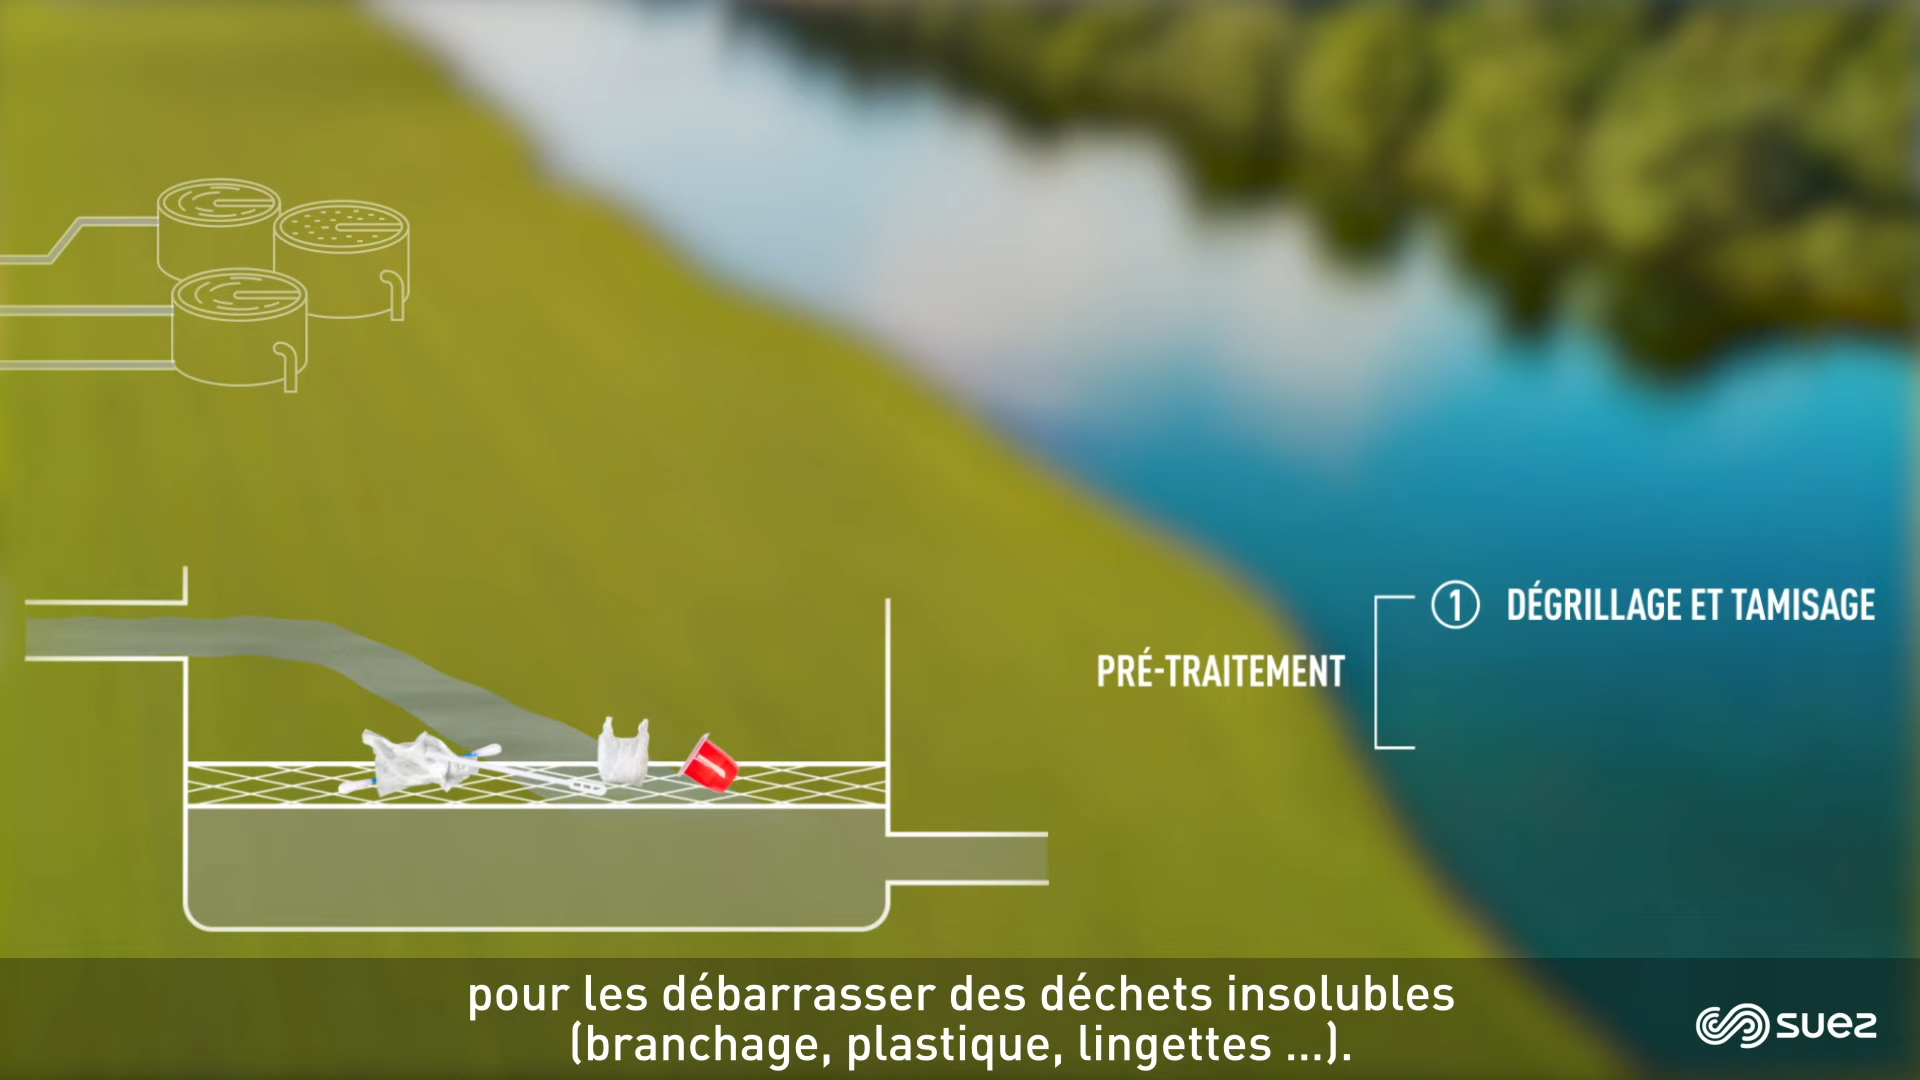 PRÉ-TRAITEMENT
1 DÉGRILLAGE ET TAMISAGE
pour les débarrasser des déchets insolubles
(branchage, plastique, lingettes ...).
suez